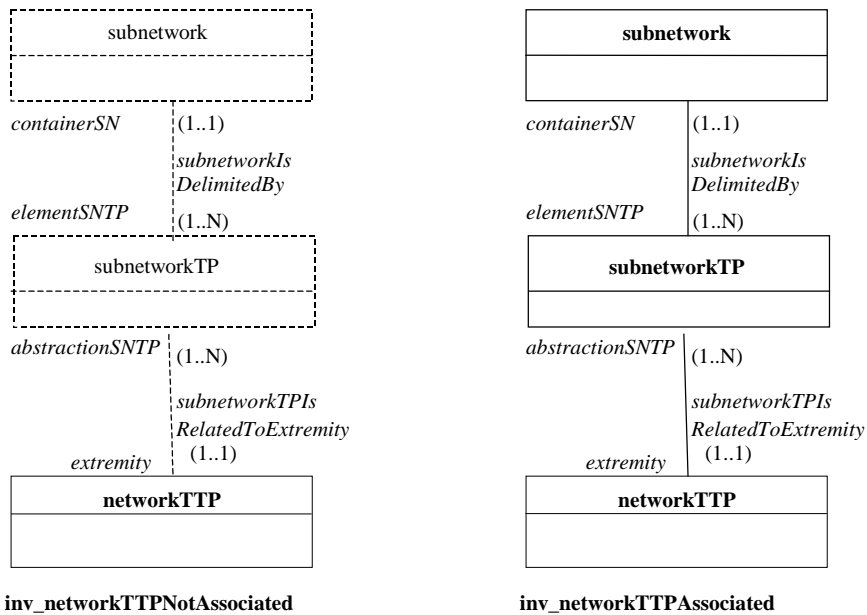 subnetwork
containerSN
(1..1)
subnetworkIs
DelimitedBy
elementSNTP
(1..N)
subnetworkTP
abstractionSNTP
(1..N)
subnetworkTPIs
RelatedToExtremity
(1..1)
extremity
networkTTP
inv_networkTTPNotAssociated
subnetwork
containerSN
(1..1)
subnetworkIs
DelimitedBy
elementSNTP
(1..N)
subnetworkTP
abstractionSNTP
(1..N)
subnetworkTPIs
RelatedToExtremity
(1..1)
extremity
networkTTP
inv_networkTTPAssociated